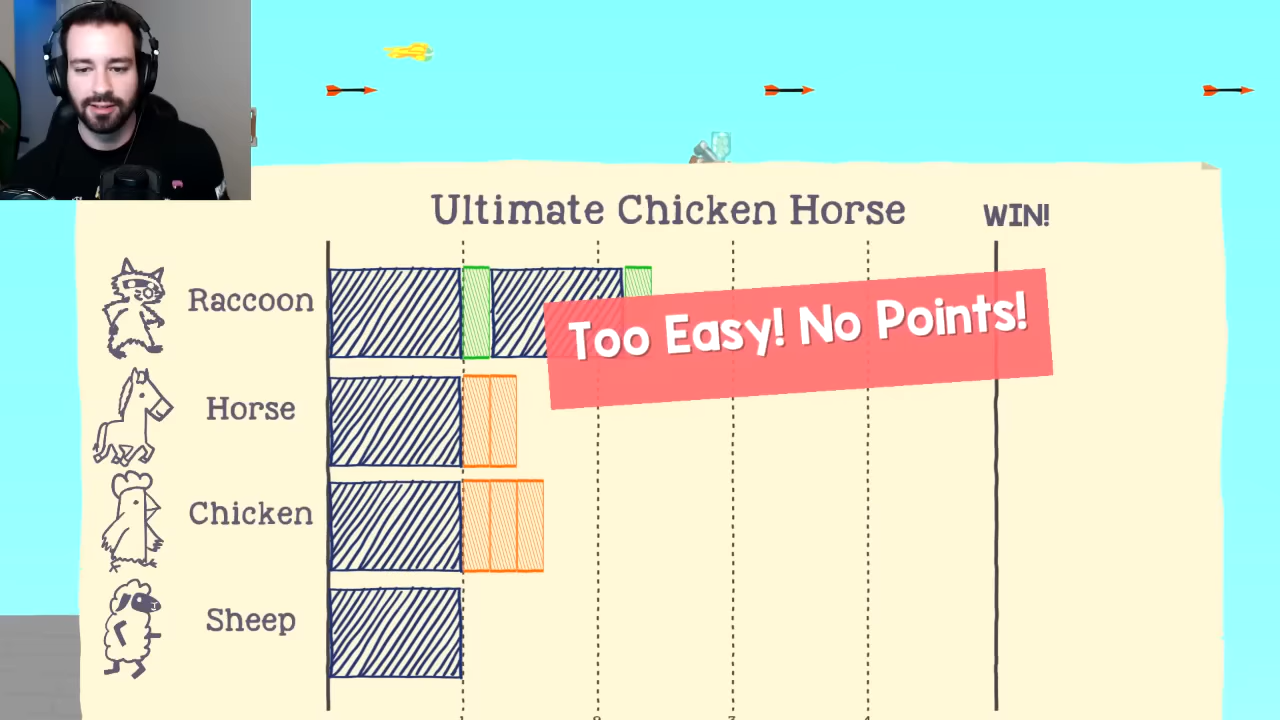 Ultimate Chicken Horse
WIN!
Raccoon
Too Easy! No Points!
Horse
Chicken
Sheep